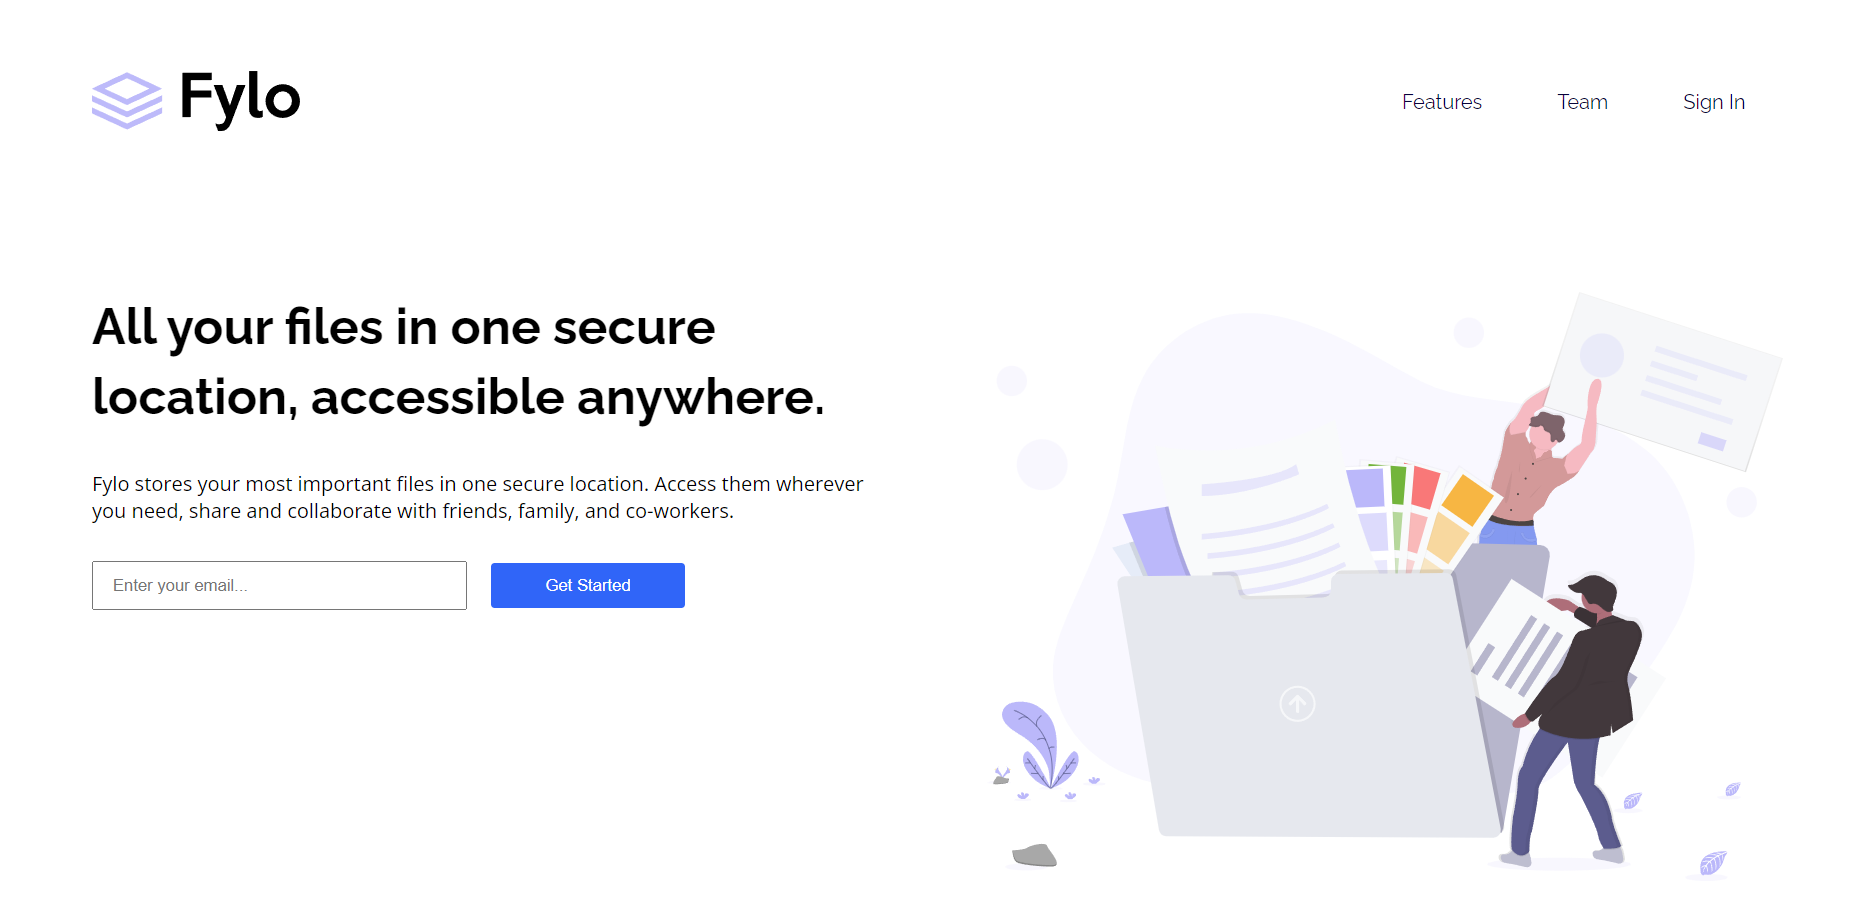 Fylo
Features
Team
Sign In
All your files in one secure
location, accessible anywhere.
Fylo stores your most important files in one secure location. Access them wherever
you need, share and collaborate with friends, family, and co-workers.
Enter your email...
Get Started